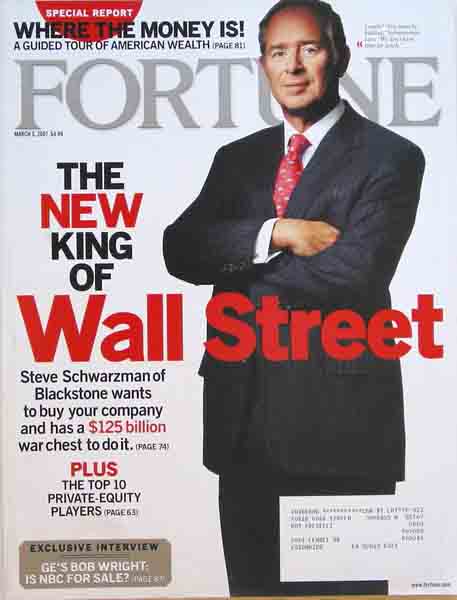 SPECIAL REPORT
WHERE THE MONEY IS!
A GUIDED TOUR OF AMERICAN WEALTH (PAGE 81)
FORTUNE
MARCH 5, 2007 $4.99
THE
NEW
KING
OF
Wall Street
Steve Schwarzman of
Blackstone wants
to buy your company
and has a $125 billion
war chest to do it. (PAGE 74)
PLUS
THE TOP 10
PRIVATE-EQUITY
PLAYERS (PAGE 63)
EXCLUSIVE INTERVIEW
GE'S BOB WRIGHT:
IS NBC FOR SALE?
www.fortune.com